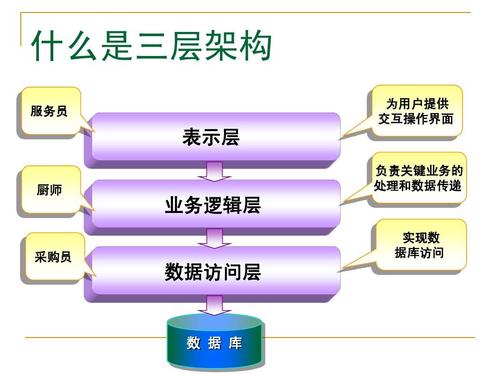 什么是三层架构
服务员
表示层
为用户提供
交互操作界面
厨师
业务逻辑层
负责关键业务的
处理和数据传递
采购员
数据访问层
实现数
据库访问
数 据 库